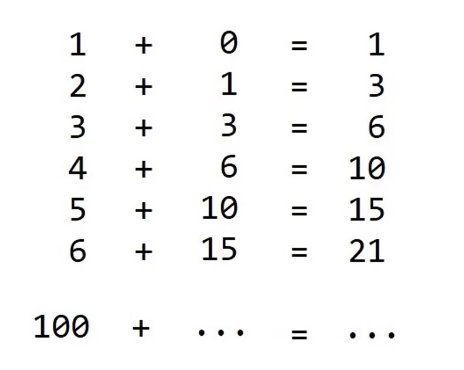 1 + 0 = 1
2 + 1 = 3
3 + 3 = 6
4 + 6 = 10
5 + 10 = 15
6 + 15 = 21
100 + ... = ...